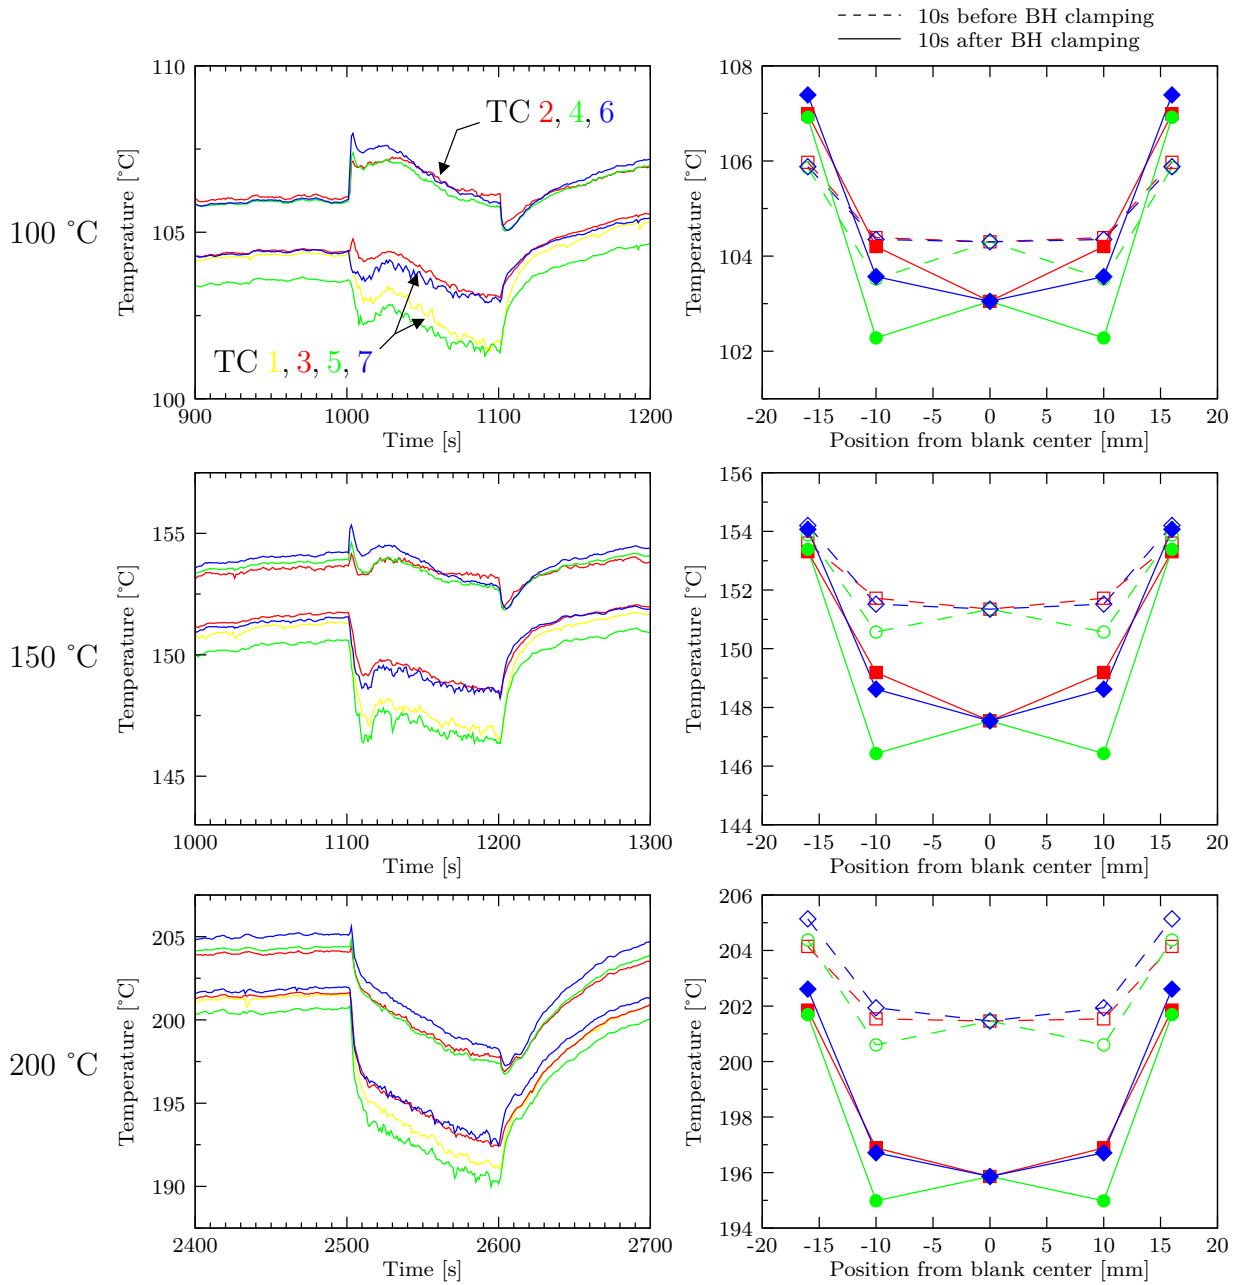 10s before BH clamping
10s after BH clamping
100 °C
Temperature [°C]
110
105
100
TC 2, 4, 6
TC 1, 3, 5, 7
900 1000 1100 1200
Time [s]
Temperature [°C]
108
106
104
102
-20 -15 -10 -5 0 5 10 15 20
Position from blank center [mm]
150 °C
Temperature [°C]
155
150
145
1000 1100 1200 1300
Time [s]
Temperature [°C]
156
154
152
150
148
146
144
-20 -15 -10 -5 0 5 10 15 20
Position from blank center [mm]
200 °C
Temperature [°C]
205
200
195
190
2400 2500 2600 2700
Time [s]
Temperature [°C]
206
204
202
200
198
196
194
-20 -15 -10 -5 0 5 10 15 20
Position from blank center [mm]